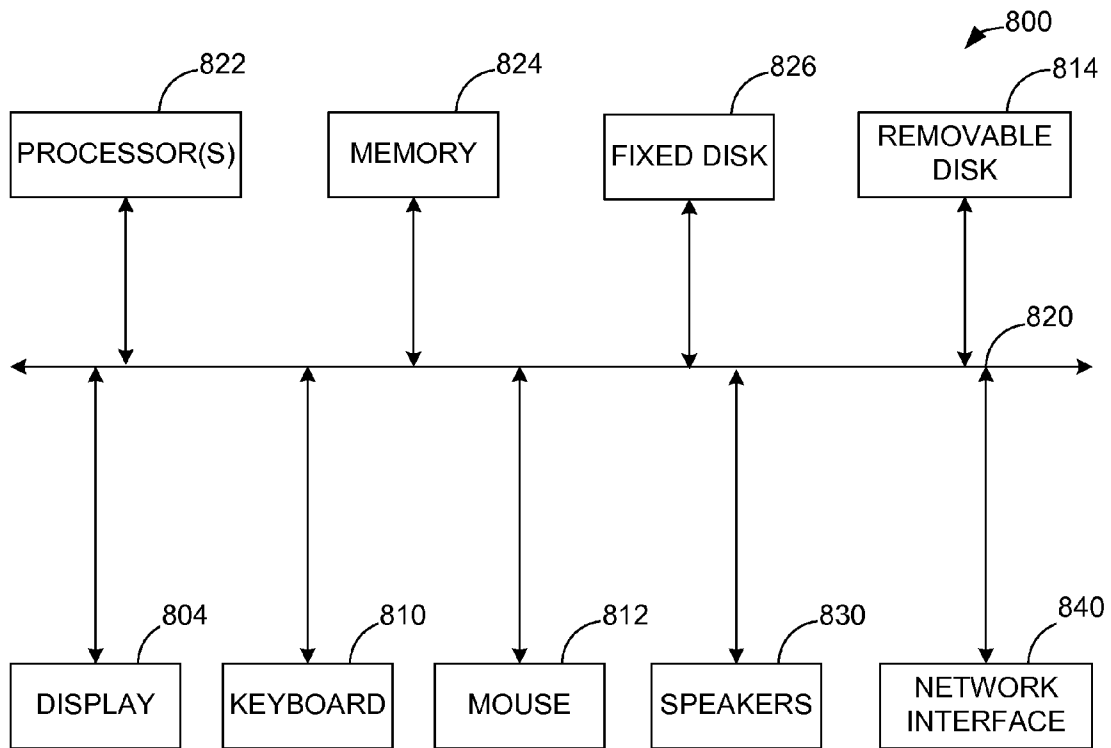 800
822
824
826
814
PROCESSOR(S)
MEMORY
FIXED DISK
REMOVABLE
DISK
820
804
810
812
830
840
DISPLAY
KEYBOARD
MOUSE
SPEAKERS
NETWORK
INTERFACE